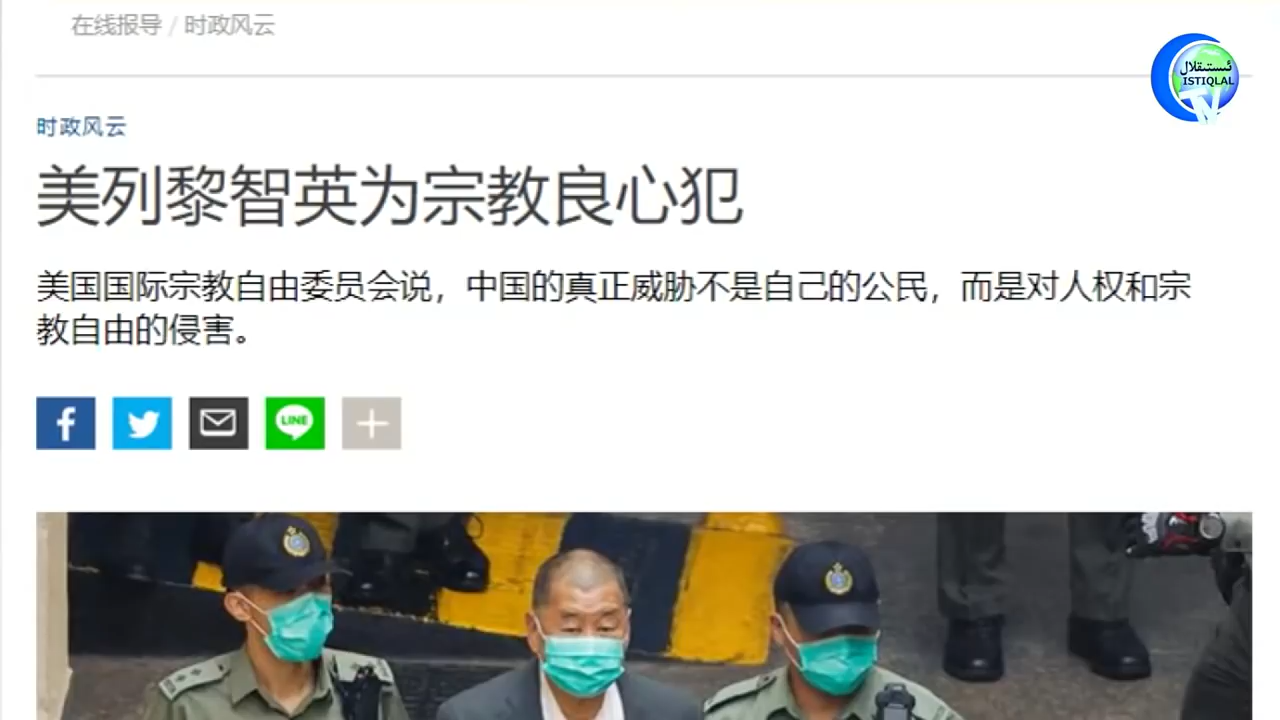 在线报导 / 时政风云
ئىستىقلال
ISTIQLAL
TV
时政风云
美列黎智英为宗教良心犯
美国国际宗教自由委员会说，中国的真正威胁不是自己的公民，而是对人权和宗
教自由的侵害。
LINE